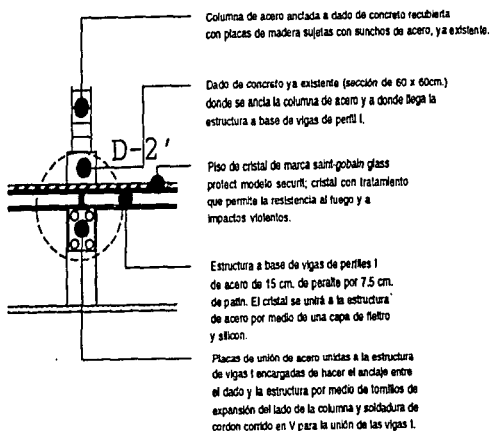 Columna de acero anclada a dado de concreto recubierta
con placas de madera sujetas con sunchos de acero, ya existente.
Dado de concreto ya existente (sección de 60 x 60cm.)
donde se ancla la columna de acero y a donde llega la
estructura a base de vigas de perfil I.
D-2'
Piso de cristal de marca saint-gobain glass
protect modelo securit; cristal con tratamiento
que permite la resistencia al fuego y a
impactos violentos.
Estructura a base de vigas de perfiles I
de acero de 15 cm. de peralte por 7.5 cm.
de patin. El cristal se unirá a la estructura
de acero por medio de una capa de fieltro
y silicon.
Placas de unión de acero unidas a la estructura
de vigas I encargadas de hacer el anclaje entre
el dado y la estructura por medio de tornillos de
expansión del lado de la columna y soldadura de
cordon corrido en V para la unión de las vigas I.